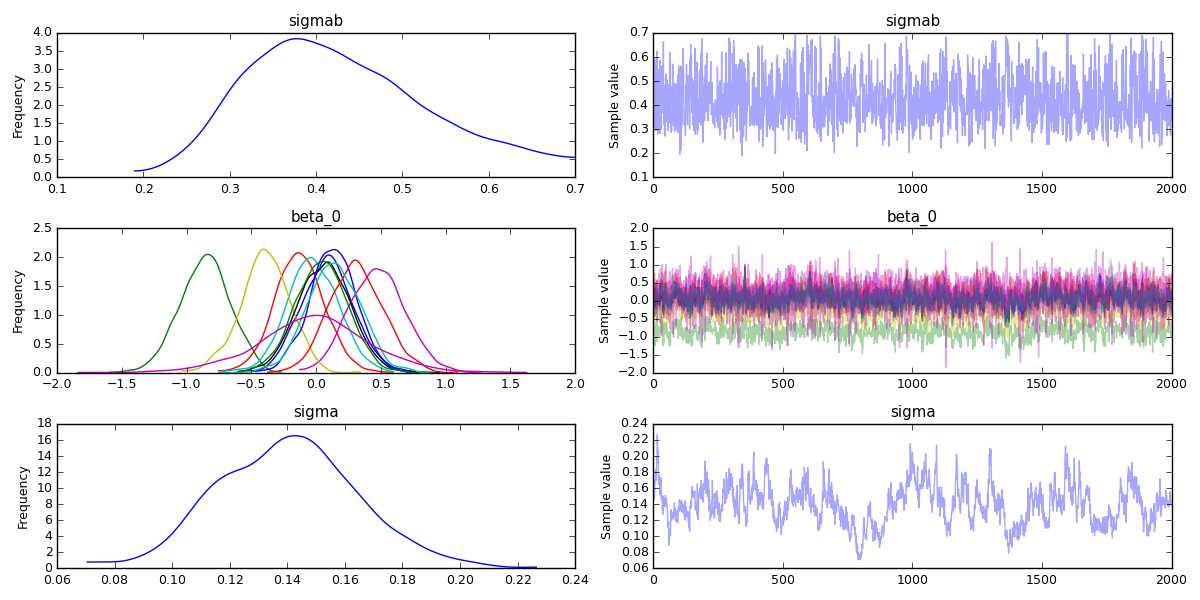 sigmab
Frequency
4.0
3.5
3.0
2.5
2.0
1.5
1.0
0.5
0.0
0.1 0.2 0.3 0.4 0.5 0.6 0.7
sigmab
Sample value
0.7
0.6
0.5
0.4
0.3
0.2
0.1
0 500 1000 1500 2000
beta_0
Frequency
2.5
2.0
1.5
1.0
0.5
0.0
−2.0 −1.5 −1.0 −0.5 0.0 0.5 1.0 1.5 2.0
beta_0
Sample value
2.0
1.5
1.0
0.5
0.0
−0.5
−1.0
−1.5
−2.0
0 500 1000 1500 2000
sigma
Frequency
18
16
14
12
10
8
6
4
2
0
0.06 0.08 0.10 0.12 0.14 0.16 0.18 0.20 0.22 0.24
sigma
Sample value
0.24
0.22
0.20
0.18
0.16
0.14
0.12
0.10
0.08
0.06
0 500 1000 1500 2000